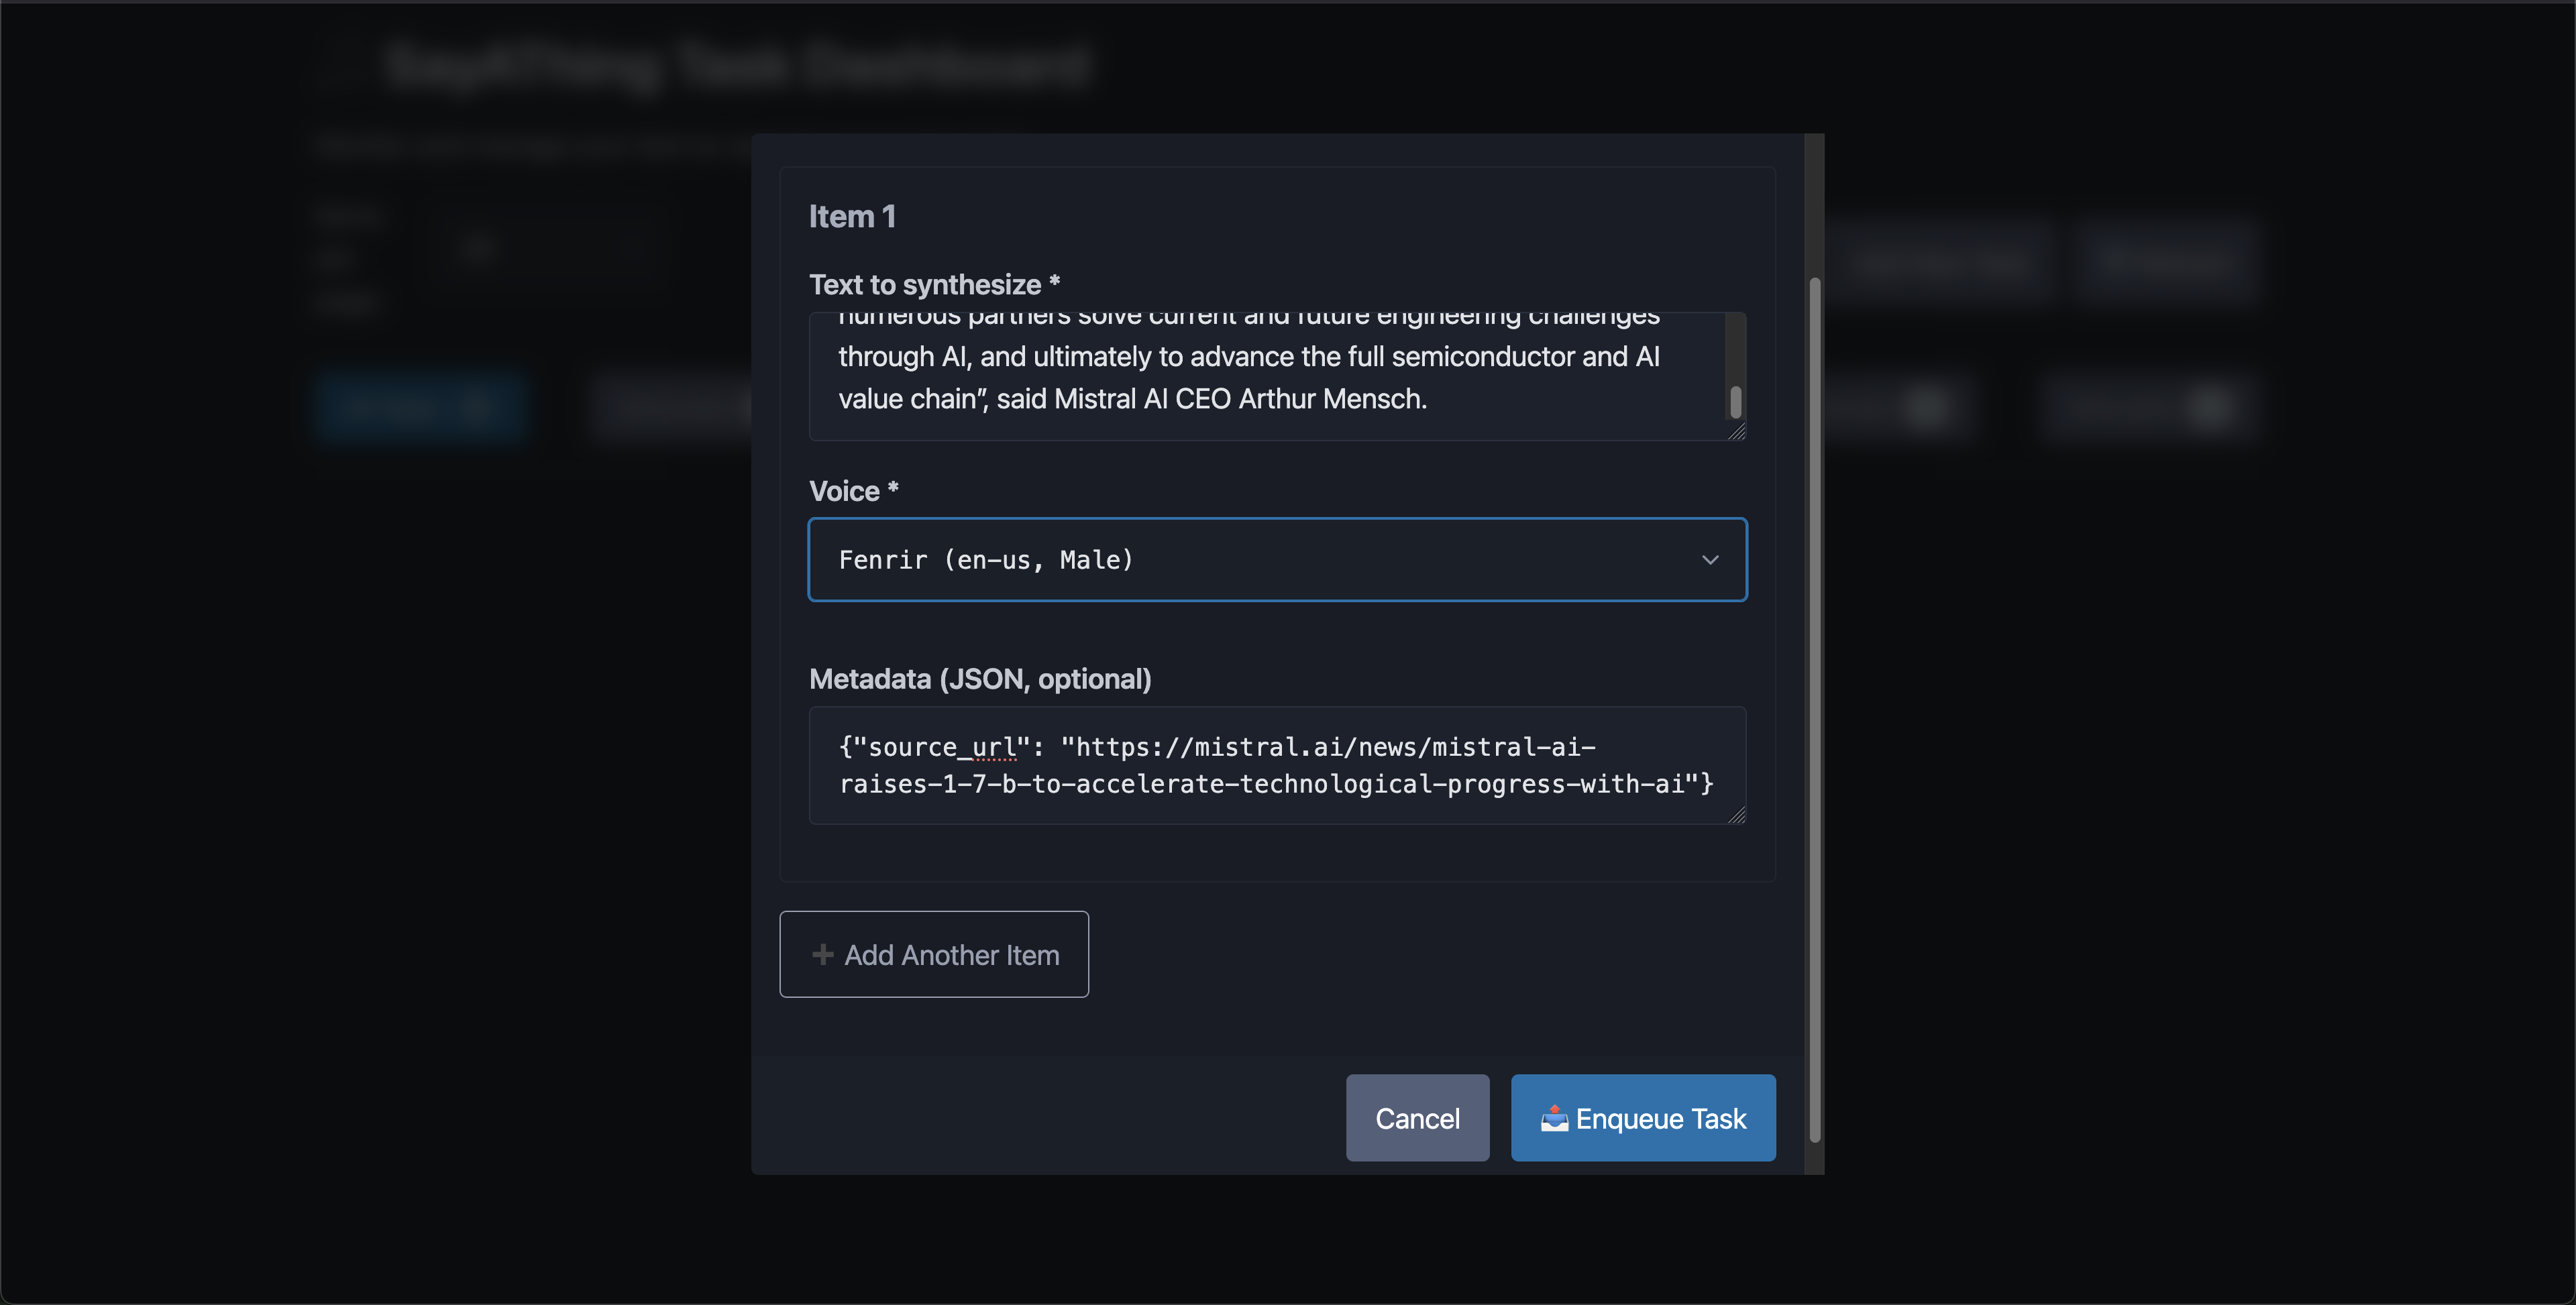 SayAThing Task Dashboard
Item 1
Text to synthesize *
numerous partners solve current and future engineering challenges
through AI, and ultimately to advance the full semiconductor and AI
value chain”, said Mistral AI CEO Arthur Mensch.
Voice *
Fenrir (en-us, Male)
Metadata (JSON, optional)
{"source_url": "https://mistral.ai/news/mistral-ai-
raises-1-7-b-to-accelerate-technological-progress-with-ai"}
➕ Add Another Item
Cancel
📤 Enqueue Task